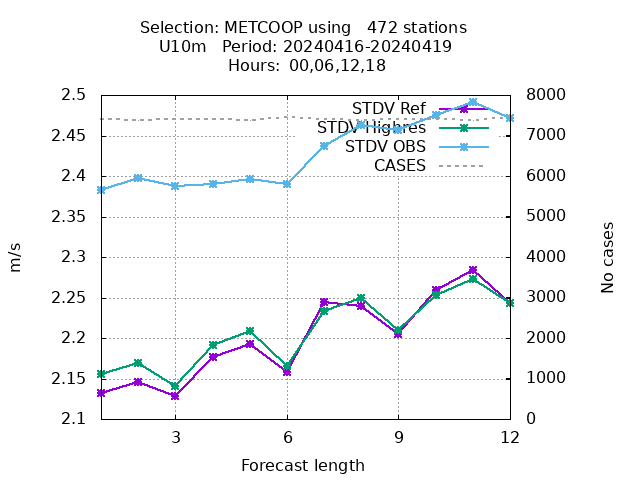 Selection: METCOOP using   472 stations
U10m   Period: 20240416-20240419
Hours:  00,06,12,18
STDV Ref
STDV Highres
STDV OBS
CASES
2.5
2.45
2.4
2.35
2.3
2.25
2.2
2.15
2.1
8000
7000
6000
5000
4000
3000
2000
1000
0
m/s
No cases
3
6
9
12
Forecast length